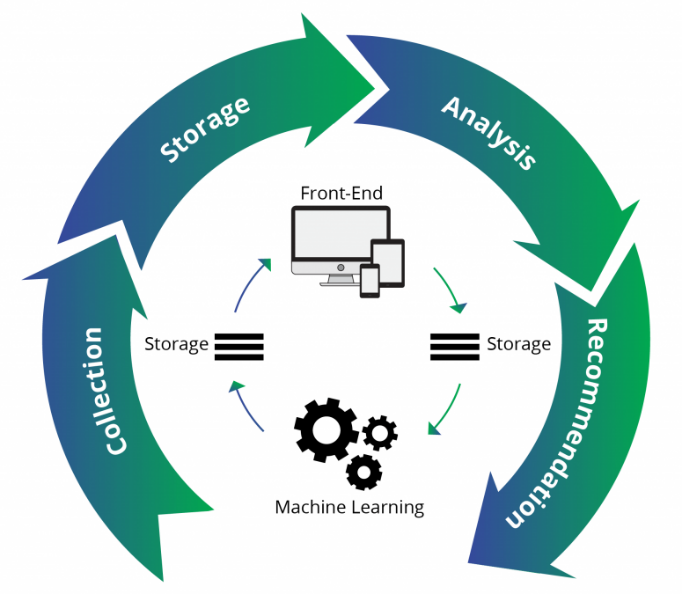 Storage
Analysis
Front-End
Storage
Storage
Collection
Recommendation
Machine Learning